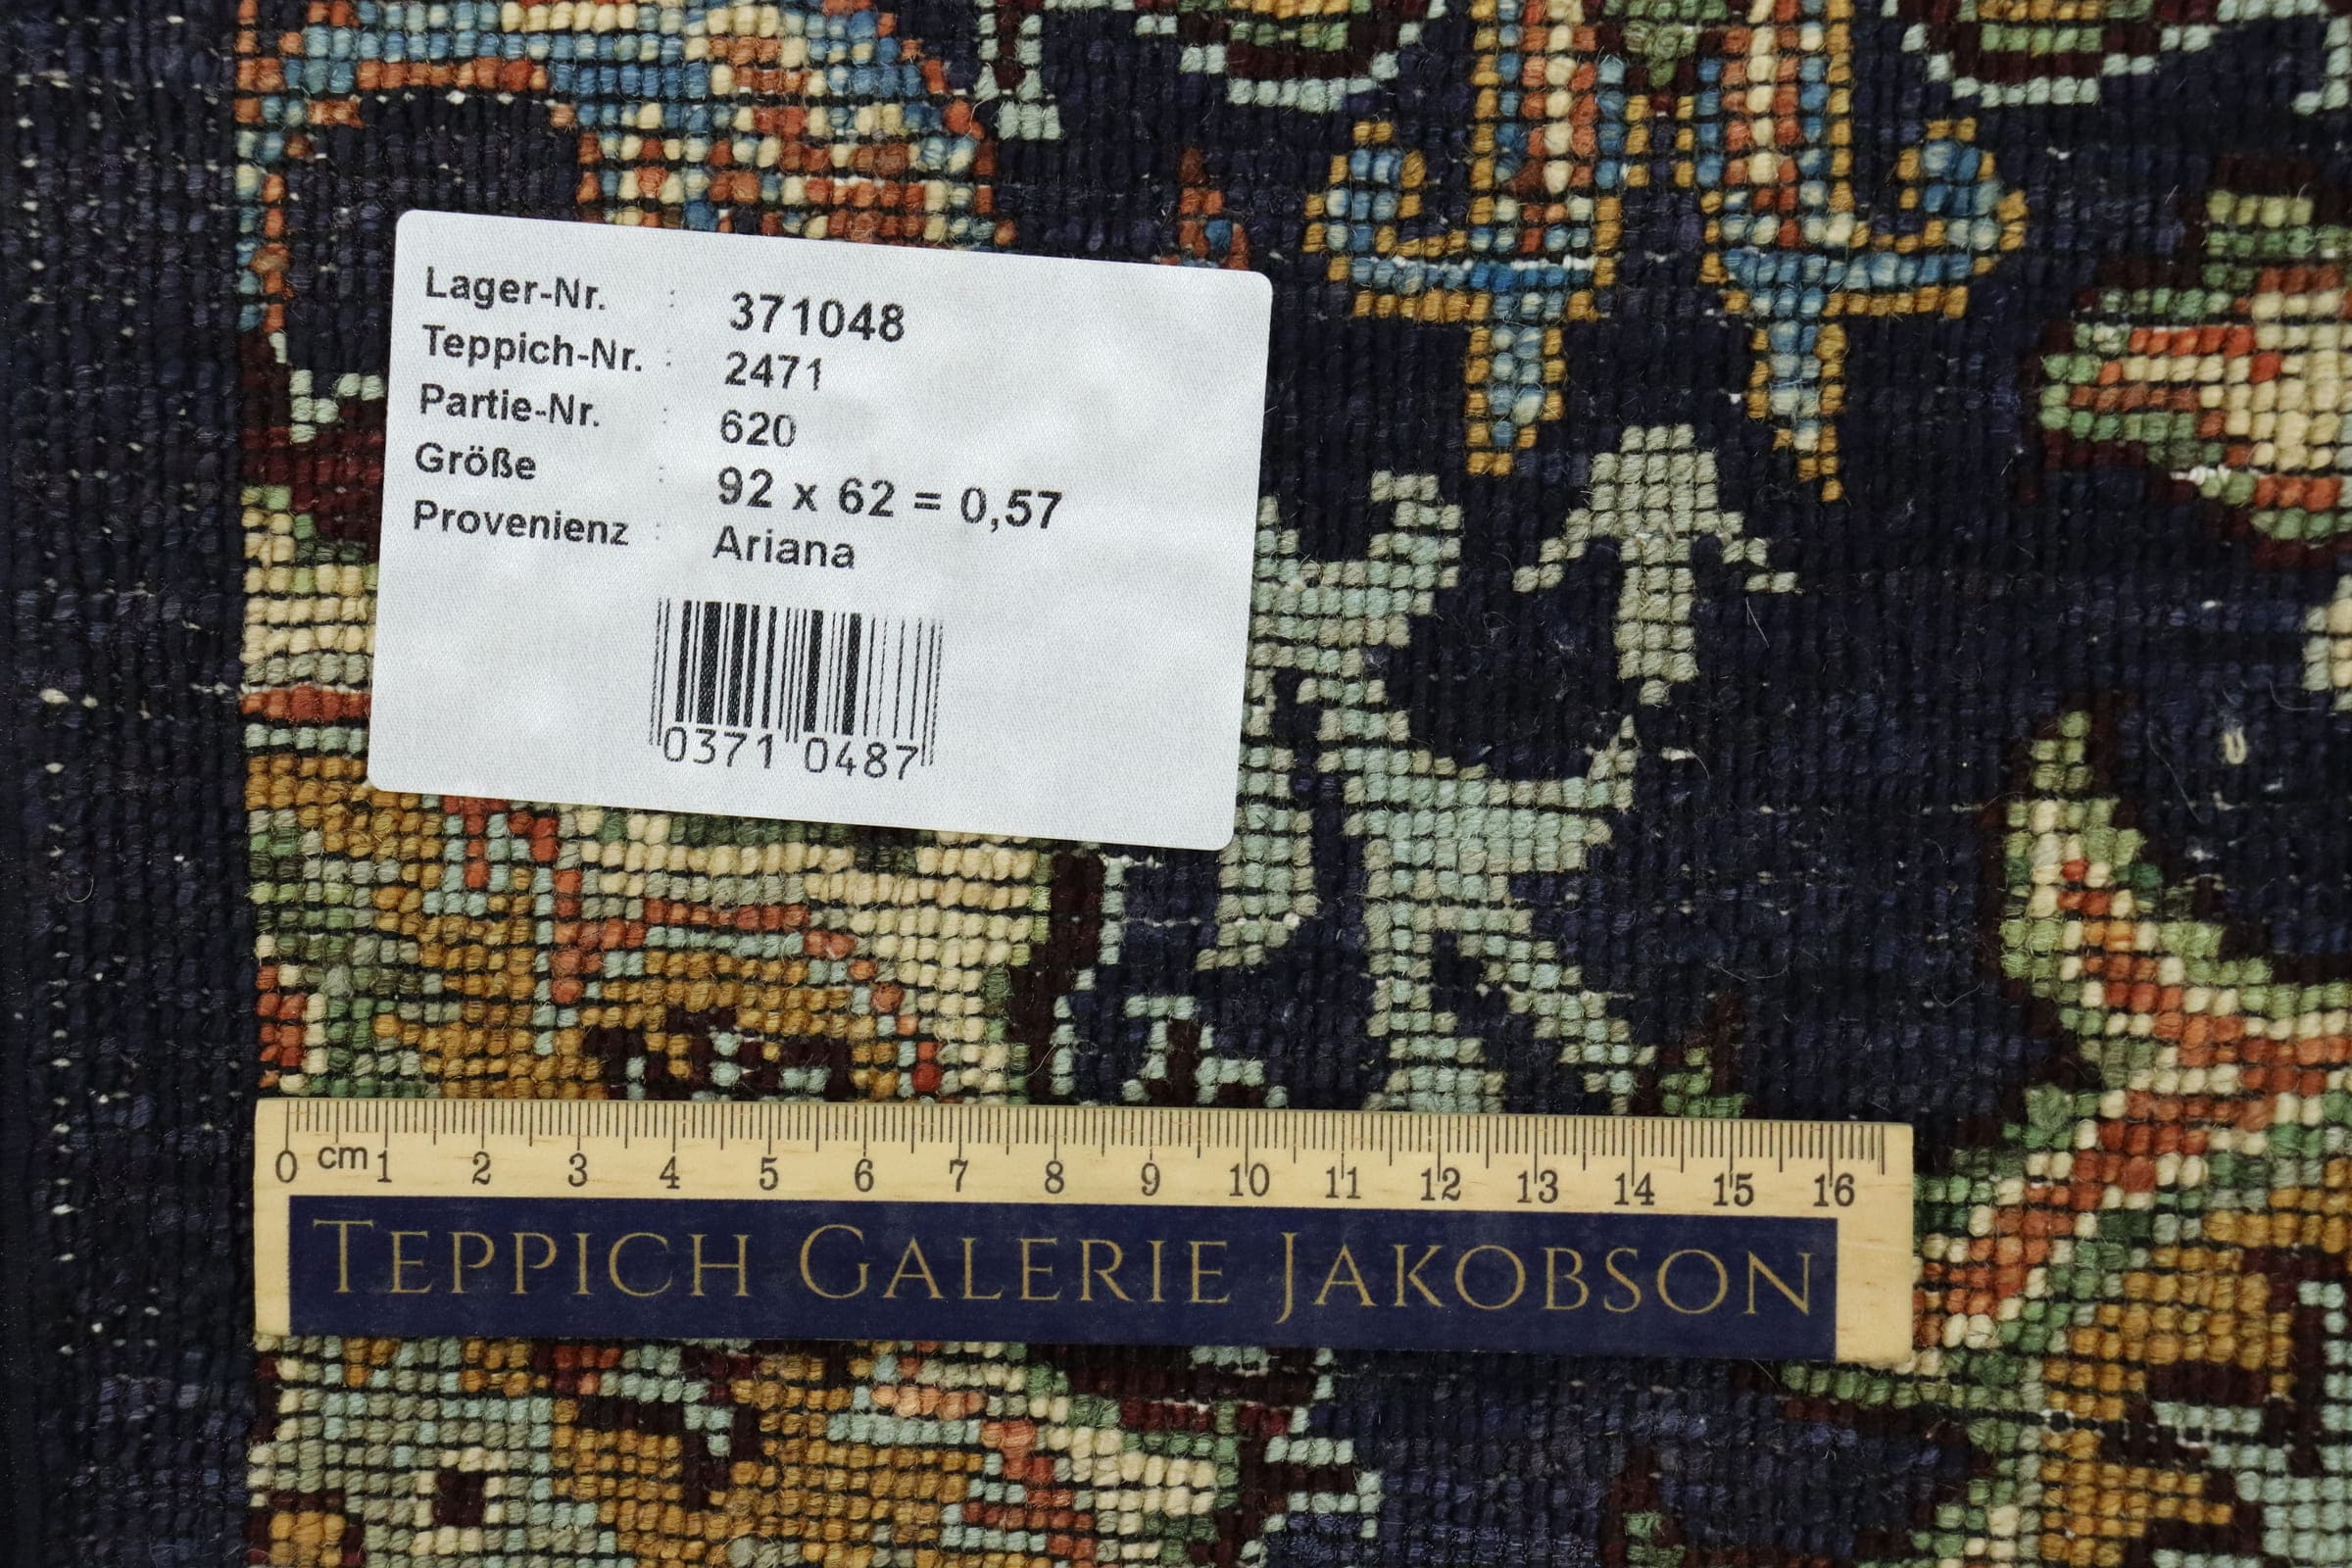 Lager-Nr. : 371048
Teppich-Nr. : 2471
Partie-Nr. : 620
Größe : 92 x 62 = 0,57
Provenienz : Ariana
0371 0487
0 cm 1 2 3 4 5 6 7 8 9 10 11 12 13 14 15 16
TEPPICH GALERIE JAKOBSON